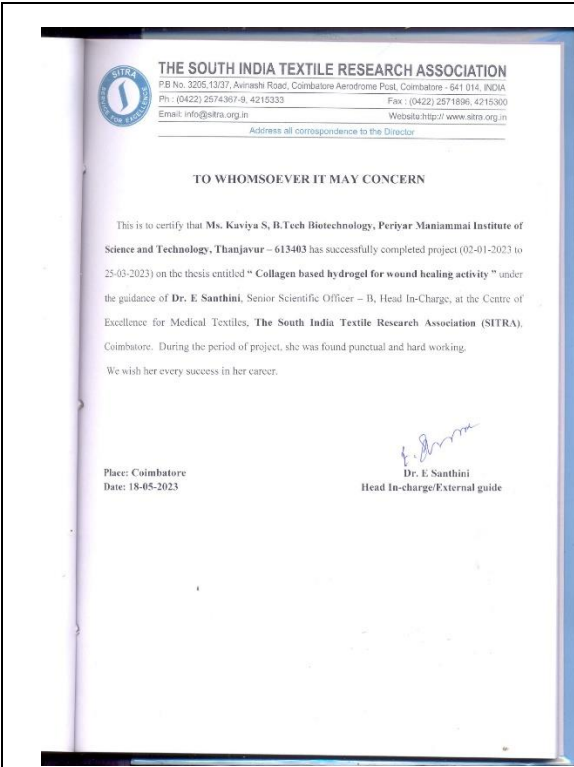 SITRA
SERVICE FOR EXCELLENCE
THE SOUTH INDIA TEXTILE RESEARCH ASSOCIATION
P.B No. 3205,13/37, Avinashi Road, Coimbatore Aerodrome Post, Coimbatore - 641 014, INDIA
Ph : (0422) 2574367-9, 4215333 Fax : (0422) 2571896, 4215300
Email: info@sitra.org.in Website:http:// www.sitra.org.in
Address all correspondence to the Director
TO WHOMSOEVER IT MAY CONCERN
This is to certify that Ms. Kaviya S, B.Tech Biotechnology, Periyar Maniammai Institute of
Science and Technology, Thanjavur – 613403 has successfully completed project (02-01-2023 to
25-03-2023) on the thesis entitled “ Collagen based hydrogel for wound healing activity ” under
the guidance of Dr. E Santhini, Senior Scientific Officer – B, Head In-Charge, at the Centre of
Excellence for Medical Textiles, The South India Textile Research Association (SITRA),
Coimbatore. During the period of project, she was found punctual and hard working.
We wish her every success in her career.
Place: Coimbatore
Date: 18-05-2023
Dr. E Santhini
Head In-charge/External guide